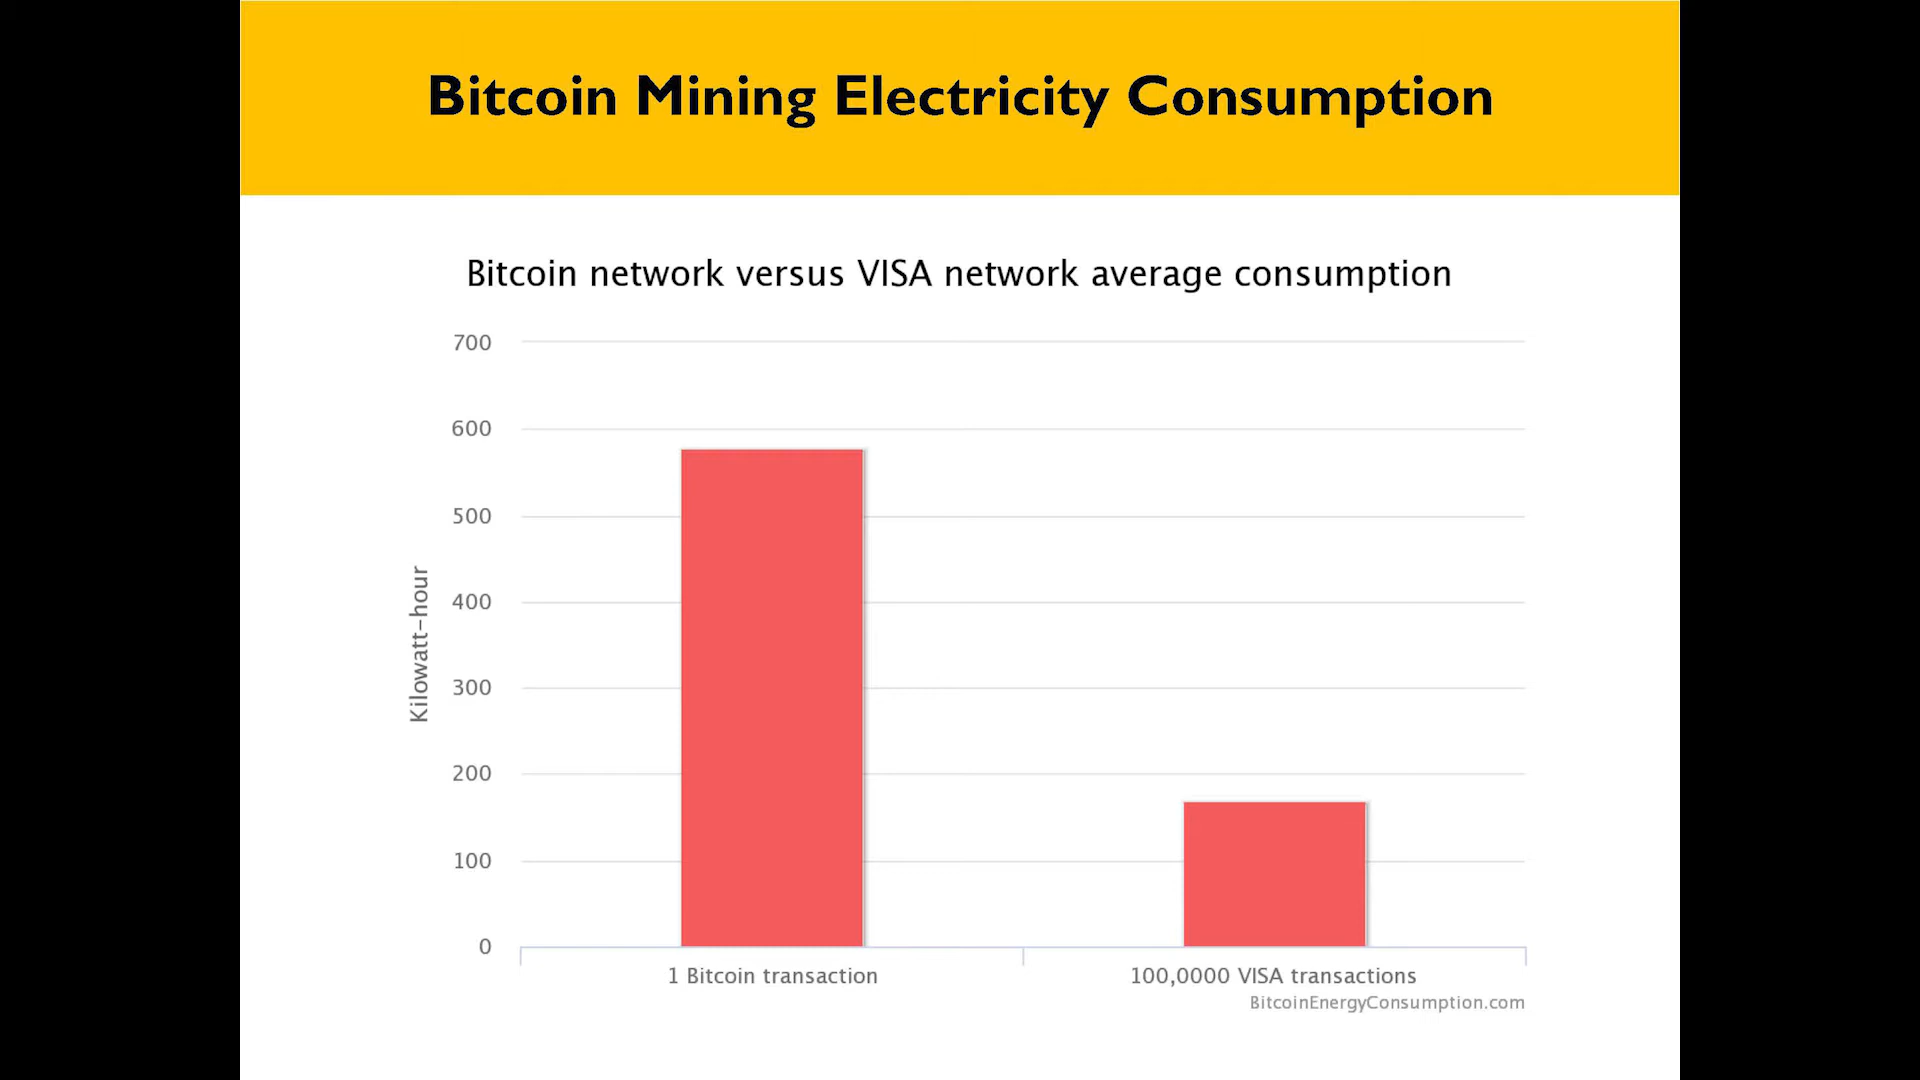 Bitcoin Mining Electricity Consumption
Bitcoin network versus VISA network average consumption
700
600
500
400
300
200
100
0
Kilowatt-hour
1 Bitcoin transaction
100,0000 VISA transactions
BitcoinEnergyConsumption.com